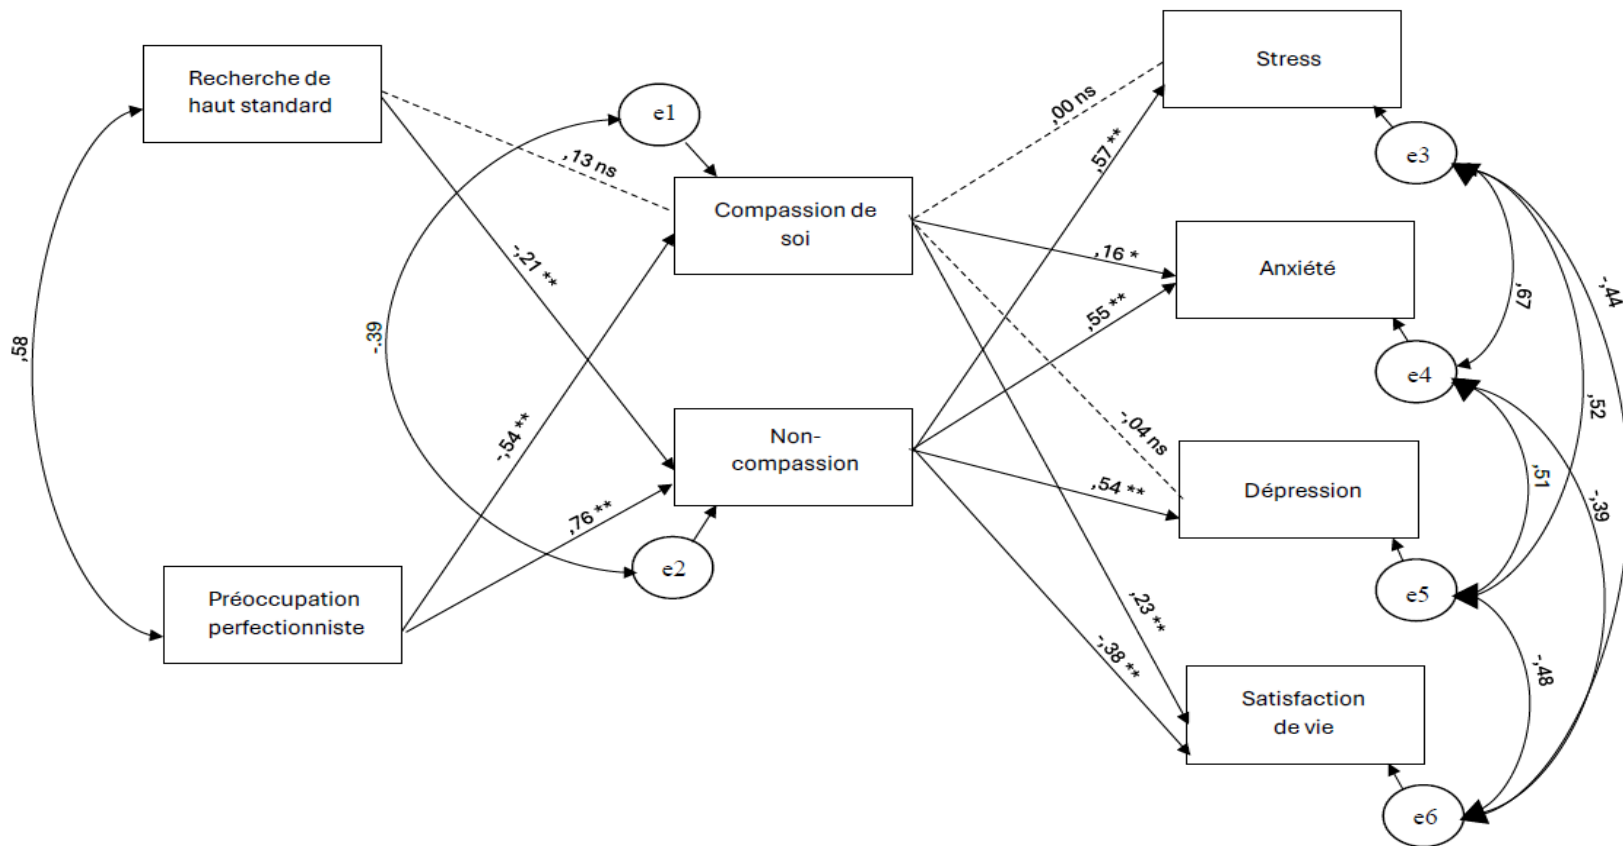 Recherche de
haut standard
Préoccupation
perfectionniste
,58
e1
-.39
e2
,13 ns
-,21 **
-,54 **
,76 **
Compassion de
soi
Non-
compassion
,00 ns
,57 **
,16 *
,55 **
-,04 ns
,54 **
,23 **
-,38 **
Stress
e3
Anxiété
e4
Dépression
e5
Satisfaction
de vie
e6
,67
-,44
,52
,51
-,39
-,48